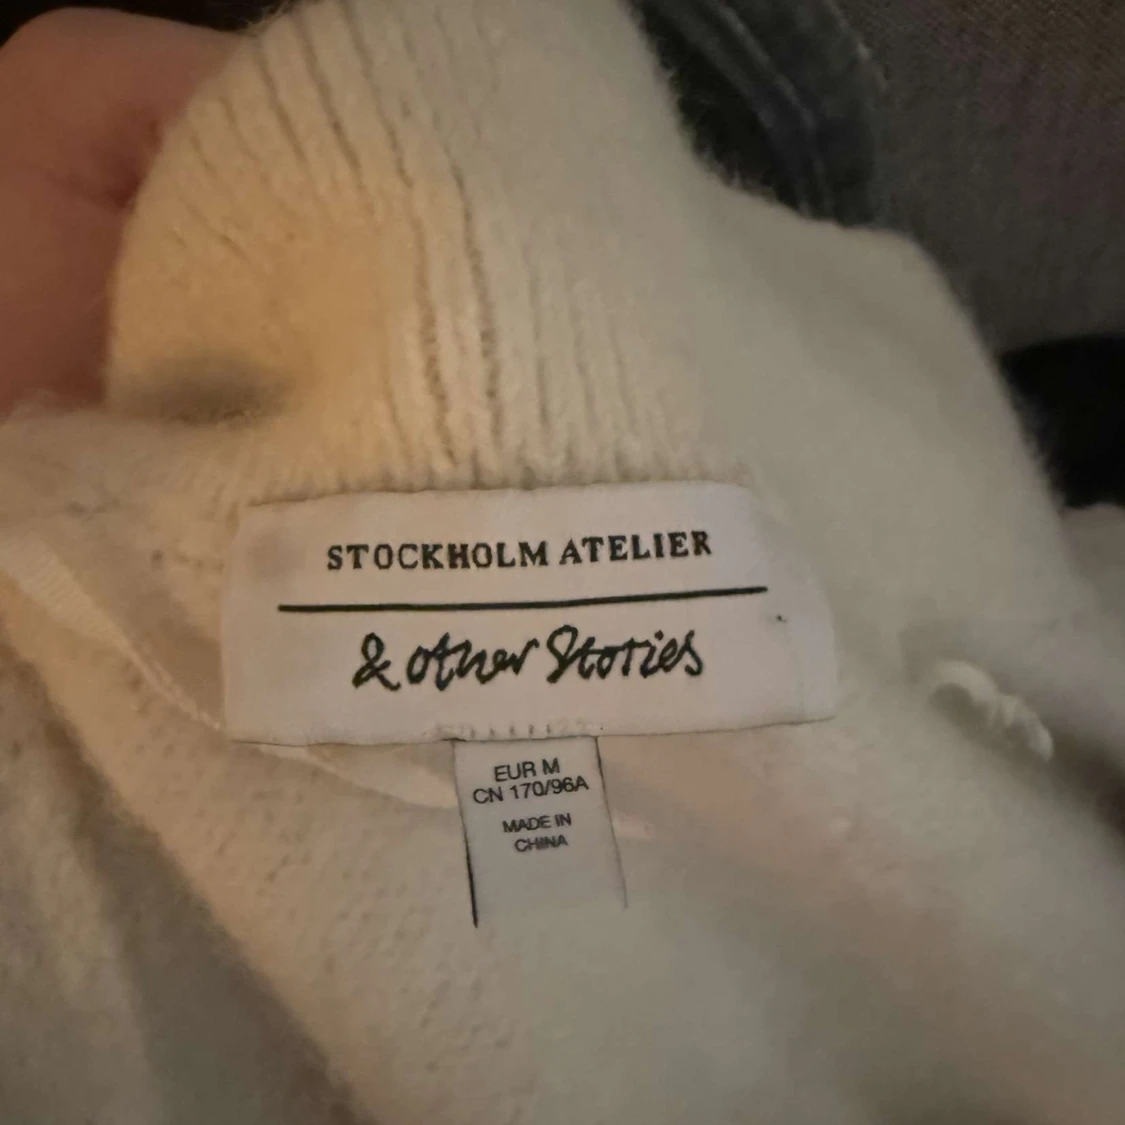 STOCKHOLM ATELIER
& other Stories
EUR M
CN 170/96A
MADE IN
CHINA